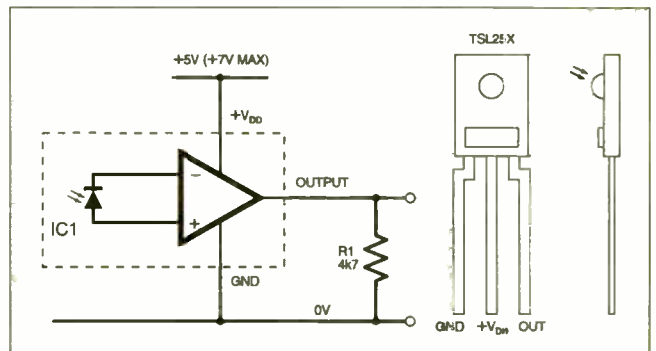 TSL25X
+5V (+7V MAX)
+VDD
OUTPUT
IC1
R1
4k7
GND
0V
GND +VDD OUT